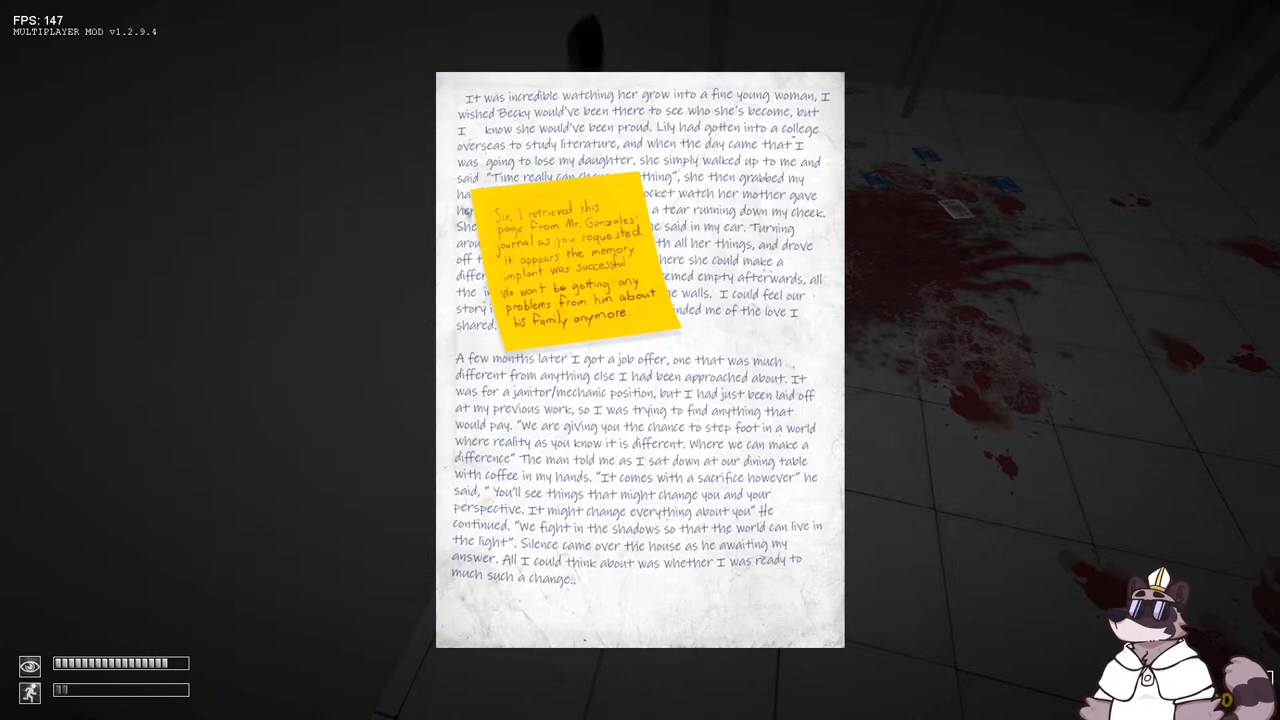 FPS: 147
MULTIPLAYER MOD v1.2.9.4
It was incredible watching her grow into a fine young woman, I
wished Becky would've been there to see who she's become, but
I know she would've been proud. Lily had gotten into a college
overseas to study literature, and when the day came that I
was going to lose my daughter, she simply walked up to me and
said "Time really can thing", she then grabbed my
ocket watch her mother gave
a tear running down my cheek.
She e said in my ear. Turning
th all her things, and drove
off here she could make a
differ emed empty afterwards, all
the e walls. I could feel our
story nded me of the love I
shared.
Sir, I retrieved this
page from Mr. Gonzales'
journal as you requested.
It appears the memory
implant was successful.
We won't be getting any
problems from him about
his family anymore.
A few months later I got a job offer, one that was much
different from anything else I had been approached about. It
was for a janitor/mechanic position, but I had just been laid off
at my previous work, so I was trying to find anything that
would pay. "We are giving you the chance to step foot in a world
where reality as you know it is different. Where we can make a
difference" The man told me as I sat down at our dining table
with coffee in my hands. "It comes with a sacrifice however" he
said, "You'll see things that might change you and your
perspective. It might change everything about you" He
continued. "We fight in the shadows so that the world can live in
the light". Silence came over the house as he awaiting my
answer. All I could think about was whether I was ready to
much such a change..